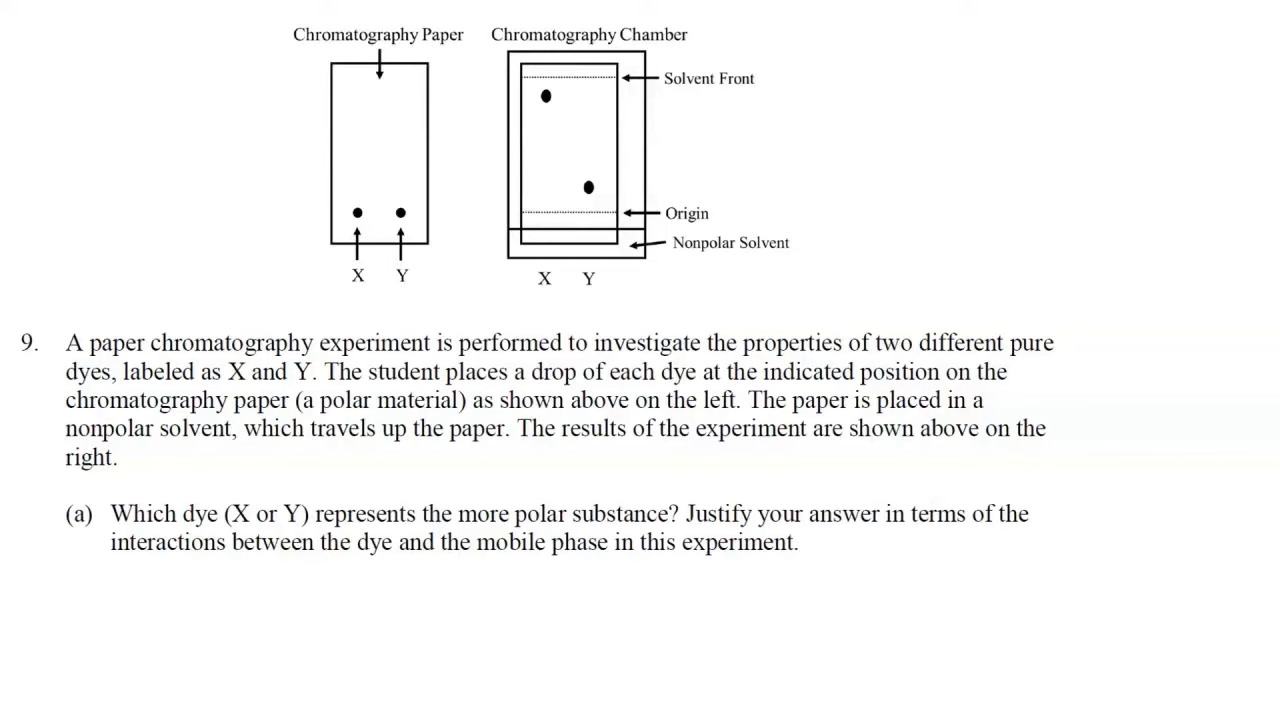 Chromatography Paper
Chromatography Chamber
Solvent Front
Origin
Nonpolar Solvent
X Y
X Y
9. A paper chromatography experiment is performed to investigate the properties of two different pure
dyes, labeled as X and Y. The student places a drop of each dye at the indicated position on the
chromatography paper (a polar material) as shown above on the left. The paper is placed in a
nonpolar solvent, which travels up the paper. The results of the experiment are shown above on the
right.
(a) Which dye (X or Y) represents the more polar substance? Justify your answer in terms of the
interactions between the dye and the mobile phase in this experiment.